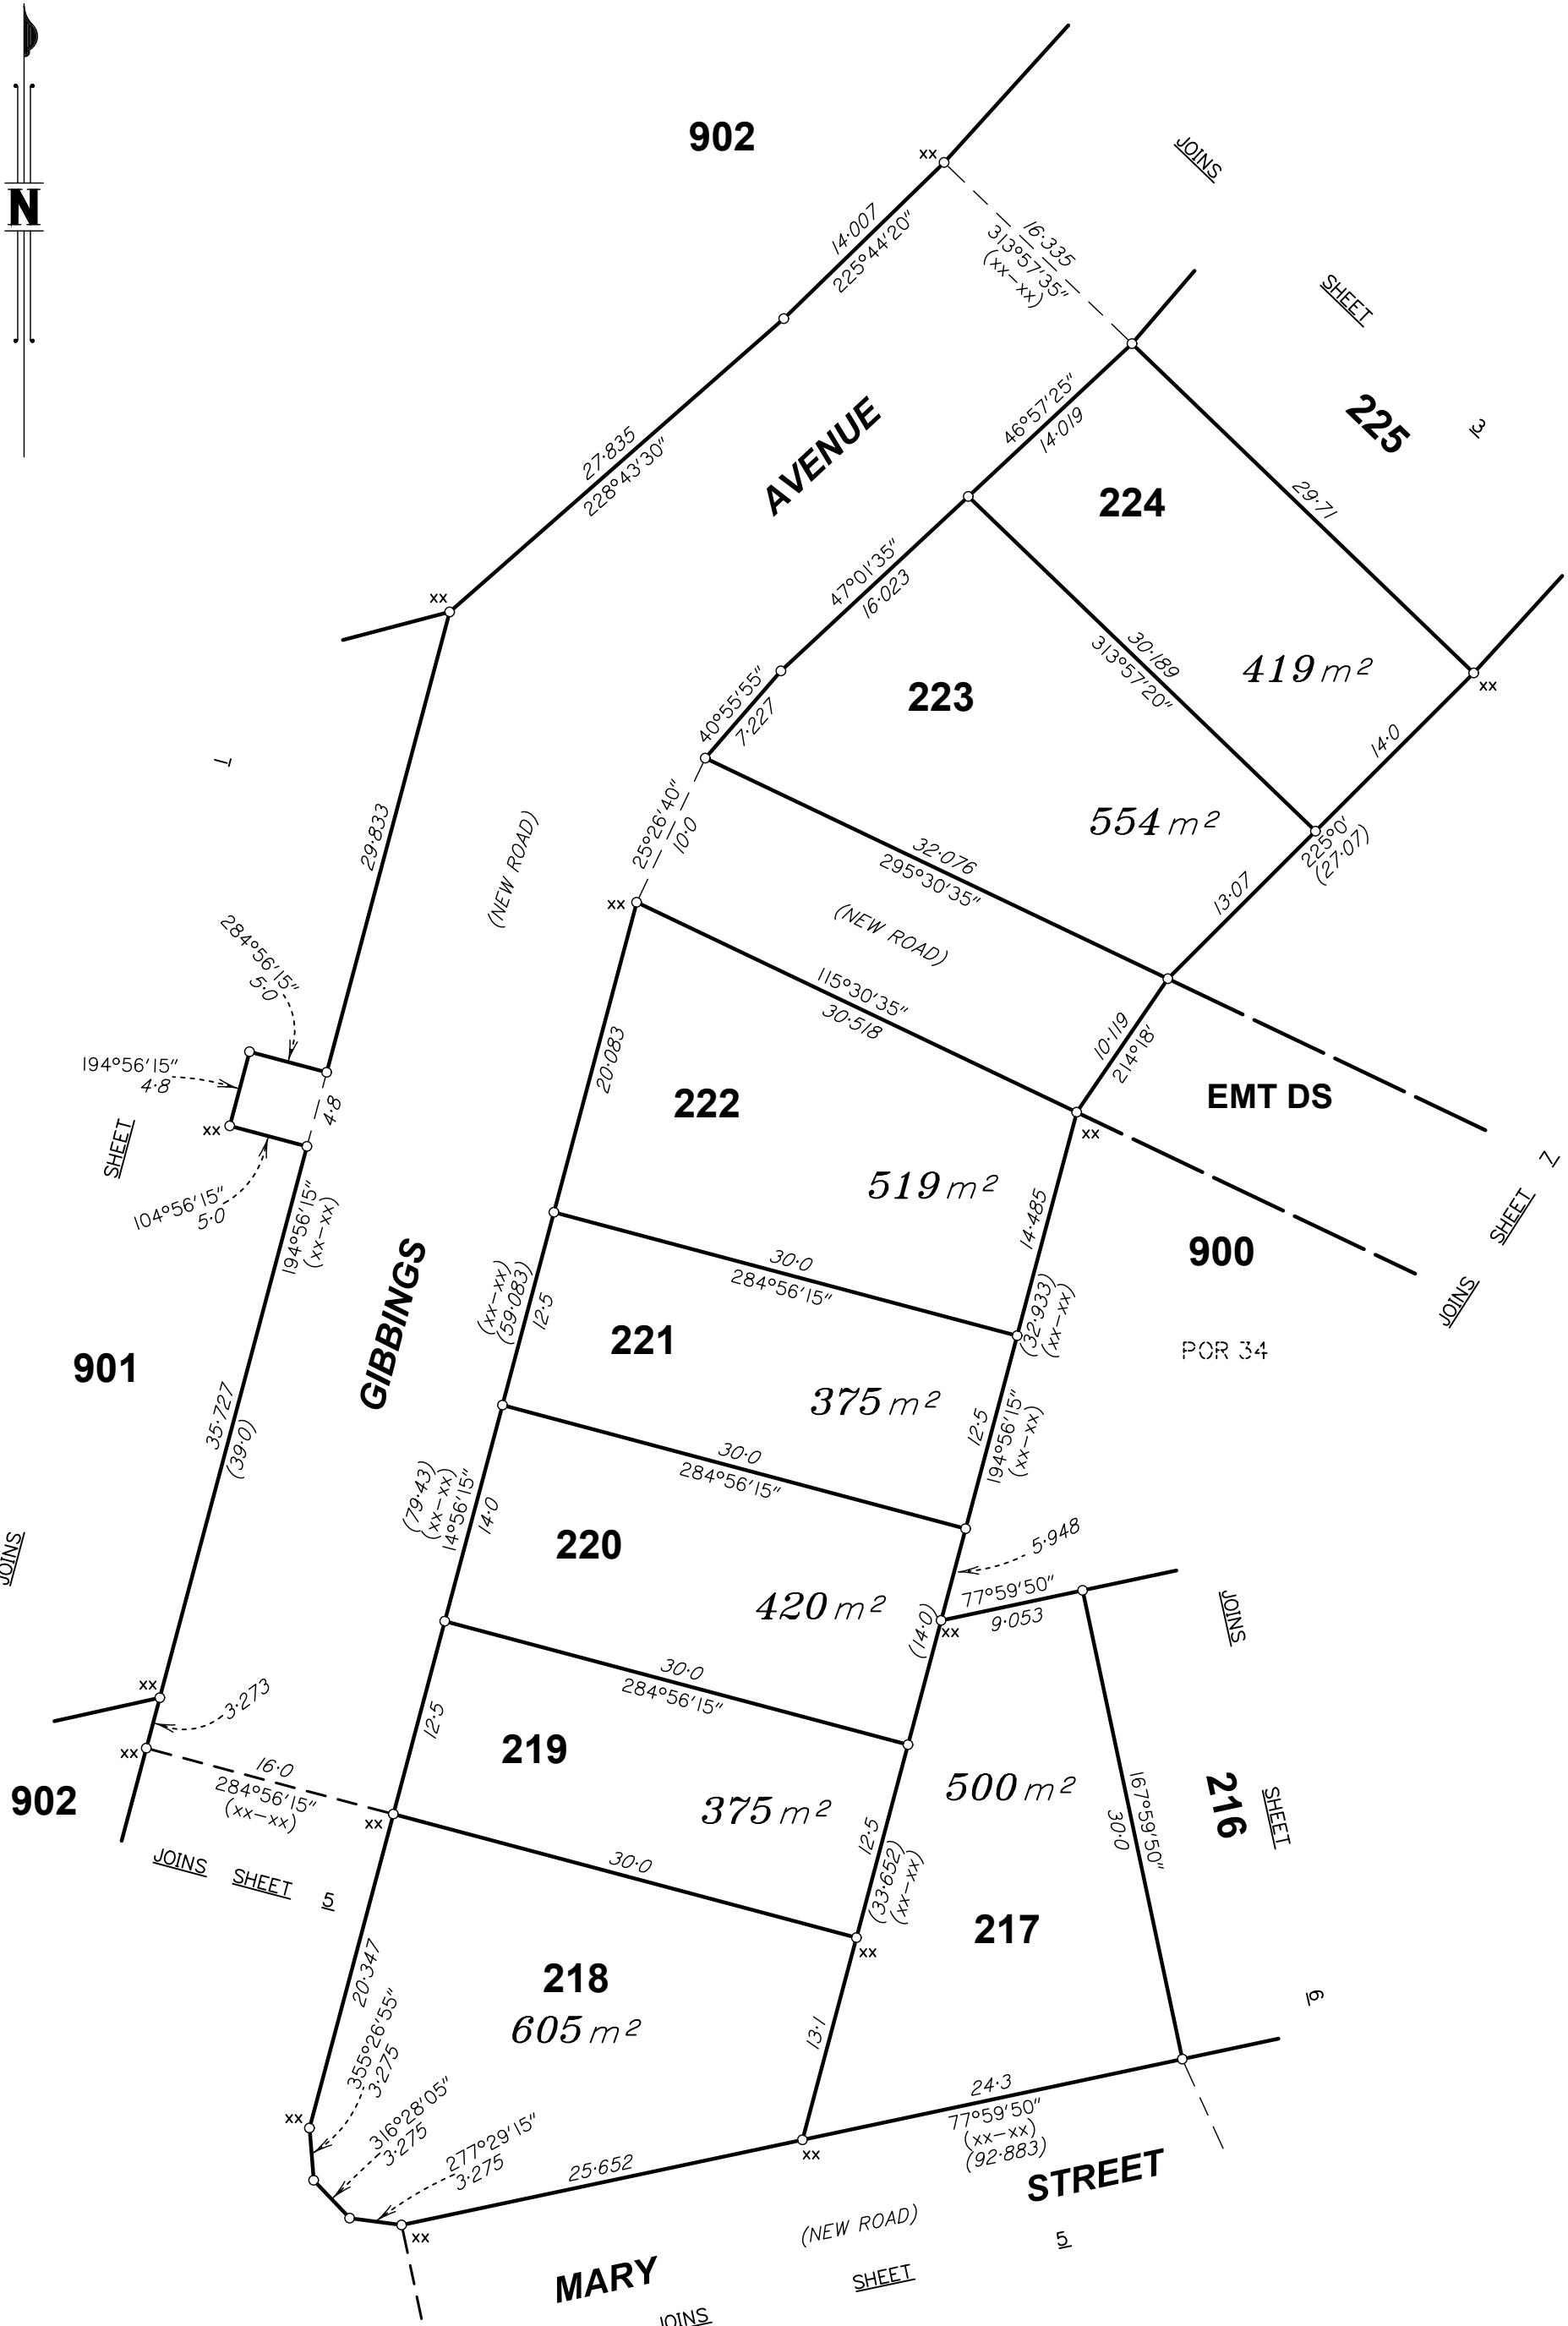 N
902
xx
JOINS
14·007
225°44'20"
16·335
313°57'35"
(xx–xx)
SHEET
3
225
27·835
228°43'30"
AVENUE
46°57'25"
14·019
224
29·71
419 m²
xx
xx
47°01'35"
16·023
30·189
313°57'20"
223
554 m²
14·0
40°55'55"
7·227
1
29·833
(NEW ROAD)
25°26'40"
10·0
xx
32·076
295°30'35"
(NEW ROAD)
13·07
225°0'
(27·07)
115°30'35"
30·518
10·119
214°18'
EMT DS
284°56'15"
5·0
194°56'15"
4·8
4·8
SHEET
xx
104°56'15"
5·0
194°56'15"
(xx–xx)
20·083
222
519 m²
xx
7
SHEET
JOINS
14·485
900
GIBBINGS
30·0
284°56'15"
(xx–xx)
(59·083)
12·5
221
375 m²
(32·933)
(xx–xx)
POR 34
901
35·727
(39·0)
12·5
194°56'15"
(xx–xx)
30·0
284°56'15"
(79·43)
(xx–xx)
14°56'15"
14·0
220
420 m²
5·948
77°59'50"
9·053
(14·0)
xx
JOINS
JOINS
xx
3·273
xx
902
16·0
284°56'15"
(xx–xx)
xx
12·5
30·0
284°56'15"
219
375 m²
500 m²
167°59'50"
30·0
216
SHEET
6
JOINS SHEET 5
30·0
12·5
(33·652)
(xx–xx)
xx
217
20·347
218
605 m²
13·1
355°26'55"
3·275
xx
316°28'05"
3·275
277°29'15"
3·275
xx
25·652
xx
24·3
77°59'50"
(xx–xx)
(92·883)
STREET
(NEW ROAD)
MARY
5
SHEET
JOINS